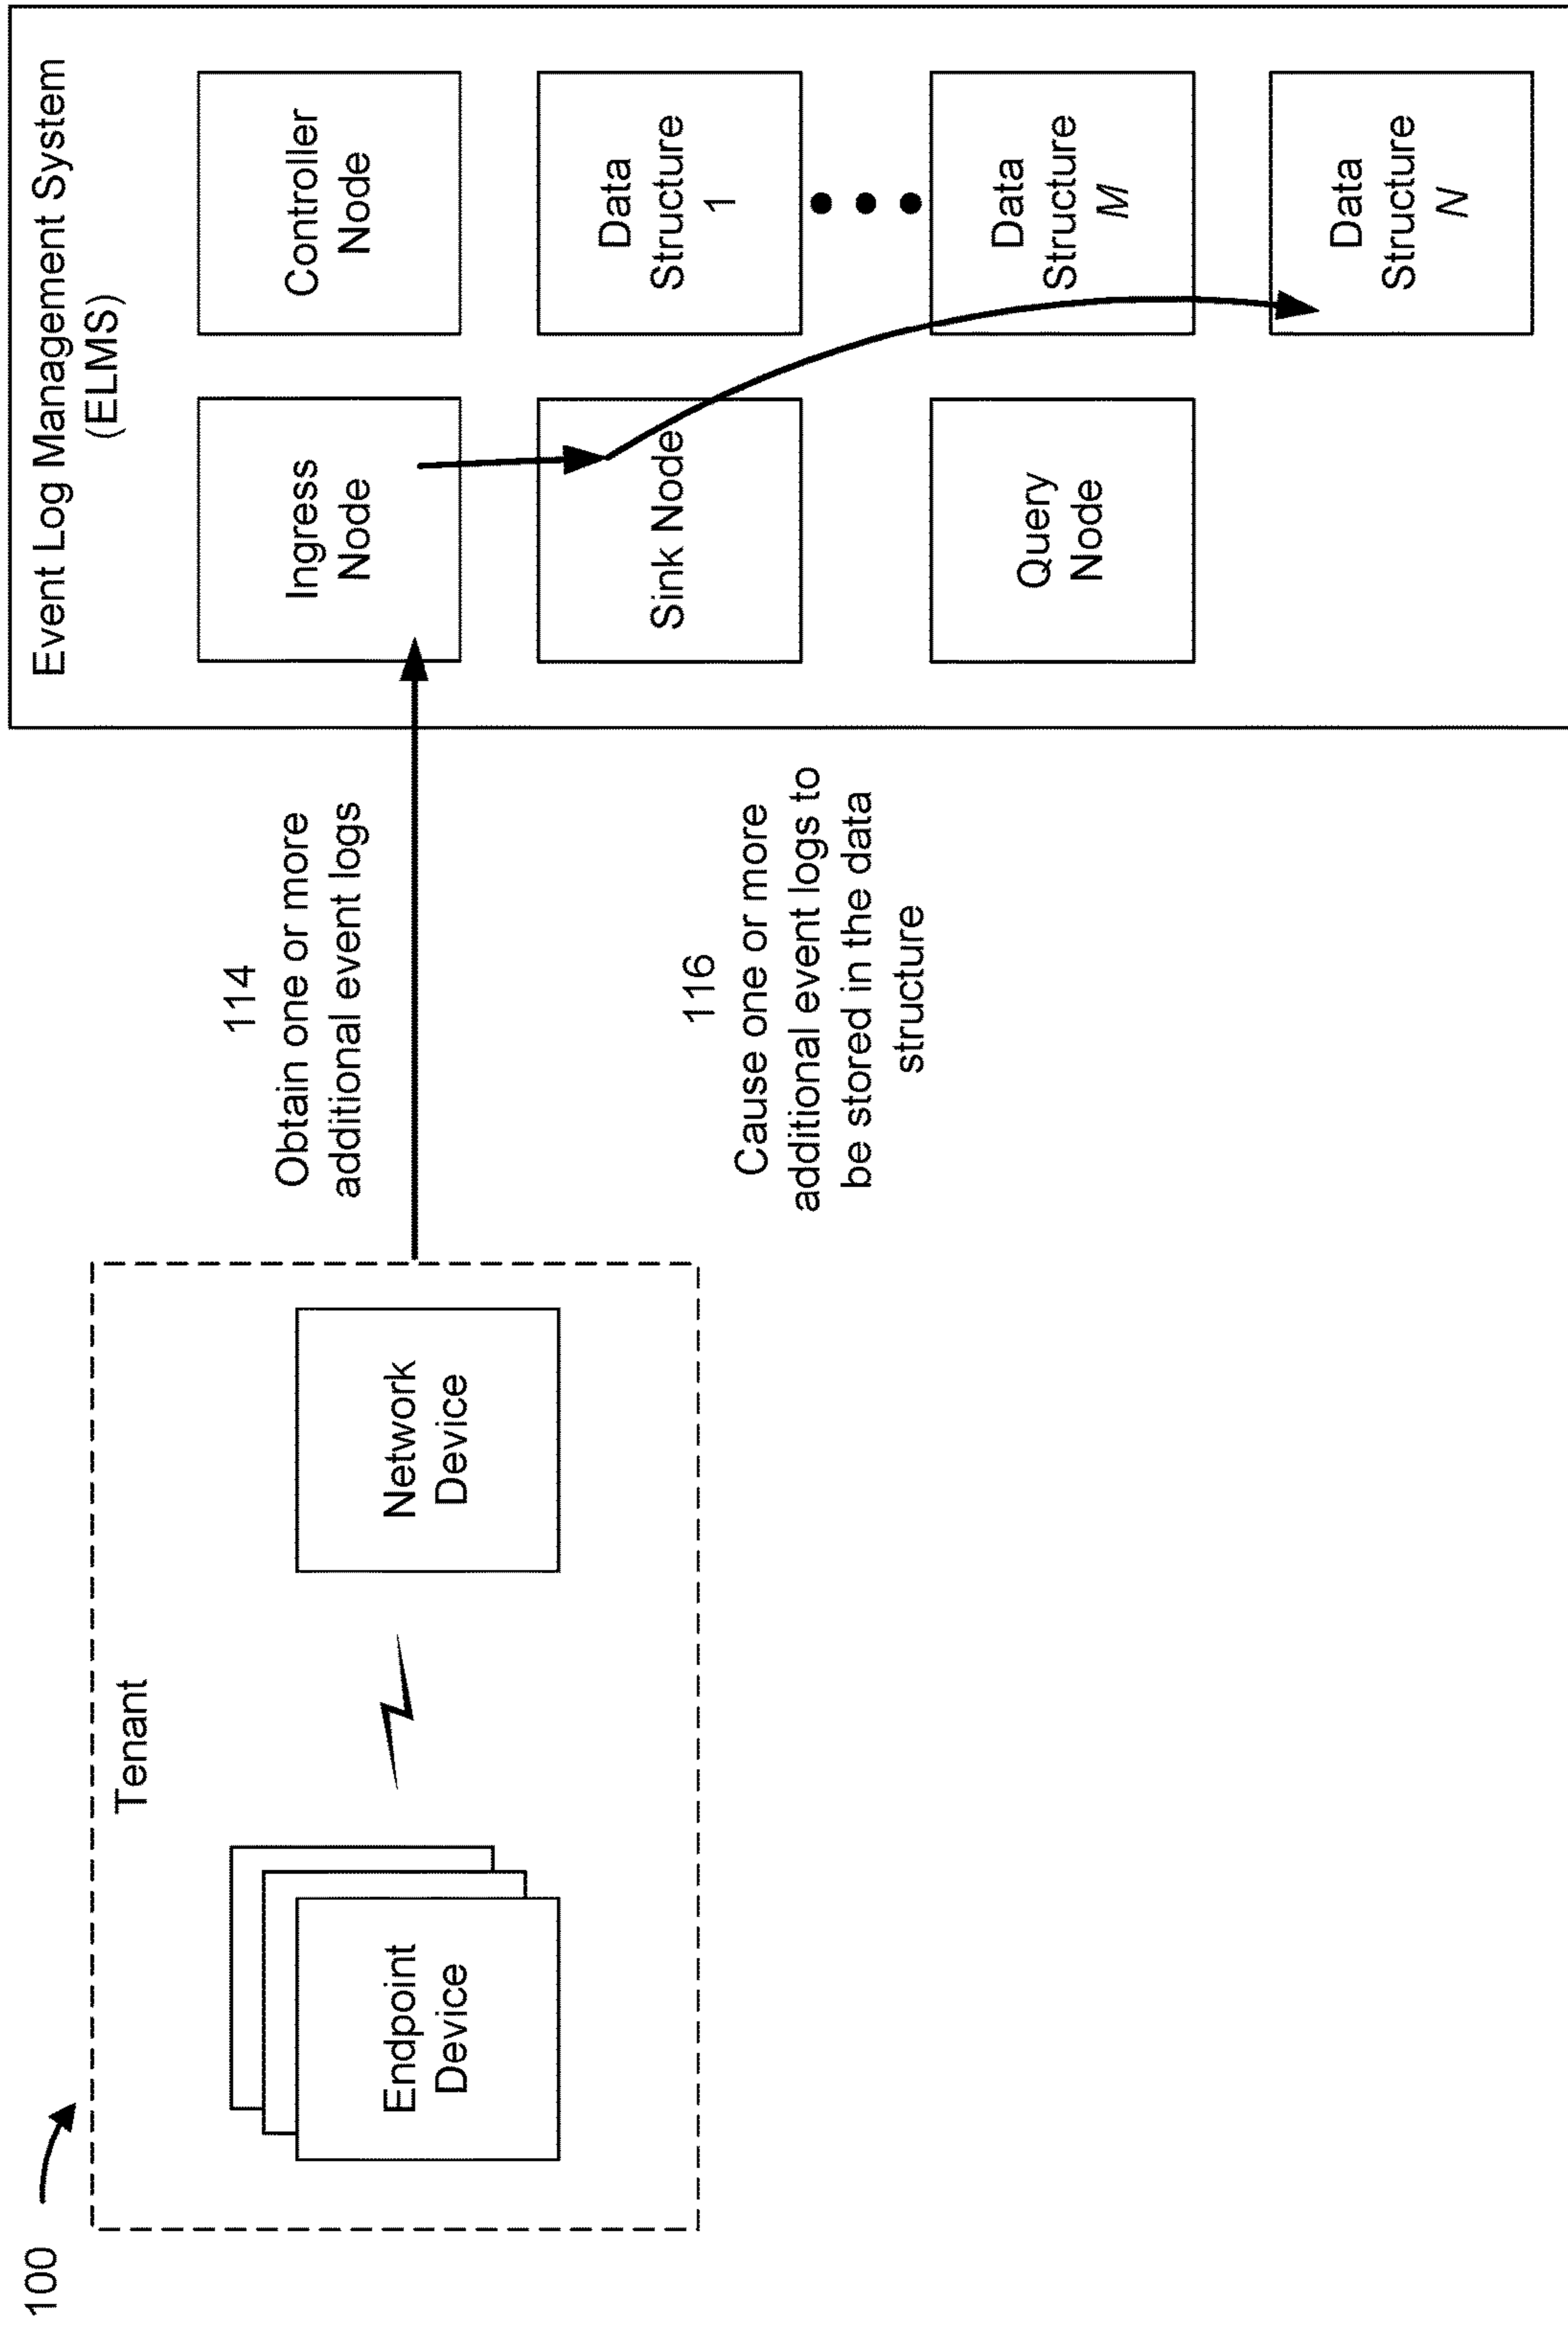 100
Tenant
Endpoint
Device
Network
Device
114
Obtain one or more
additional event logs
116
Cause one or more
additional event logs to
be stored in the data
structure
Event Log Management System
(ELMS)
Ingress
Node
Controller
Node
Sink Node
Data
Structure
1
Query
Node
Data
Structure
M
Data
Structure
N